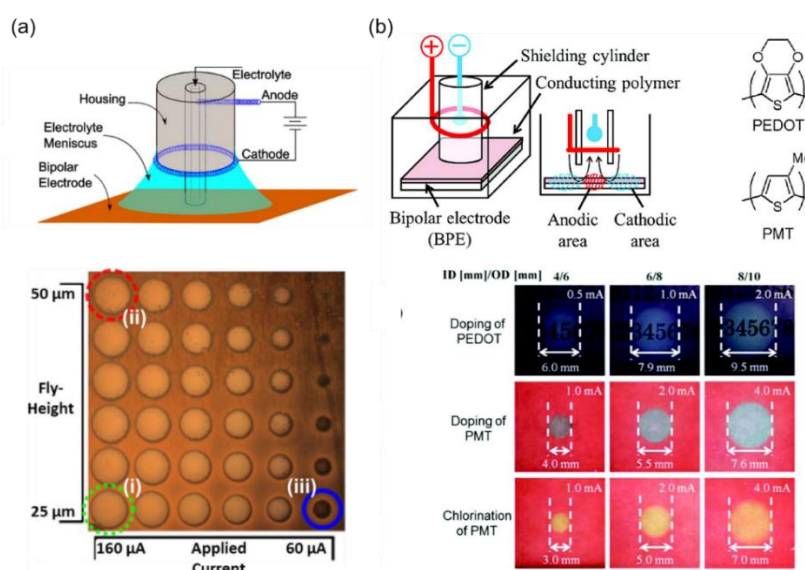 (a)
Electrolyte
Housing
Anode
Electrolyte
Meniscus
Cathode
Bipolar
Electrode
50 µm
(ii)
Fly-
Height
(i)
(iii)
25 µm
160 µA
Applied
Current
60 µA
(b)
Shielding cylinder
Conducting polymer
Bipolar electrode
(BPE)
Anodic
area
Cathodic
area
O
O
S
PEDOT
S
PMT
ID [mm]/OD [mm]
4/6
6/8
8/10
Doping of
PEDOT
0.5 mA
6.0 mm
1.0 mA
3456
7.9 mm
2.0 mA
3456
9.5 mm
Doping of
PMT
1.0 mA
4.0 mm
2.0 mA
5.5 mm
4.0 mA
7.6 mm
Chlorination
of PMT
1.0 mA
3.0 mm
2.0 mA
5.0 mm
4.0 mA
7.0 mm